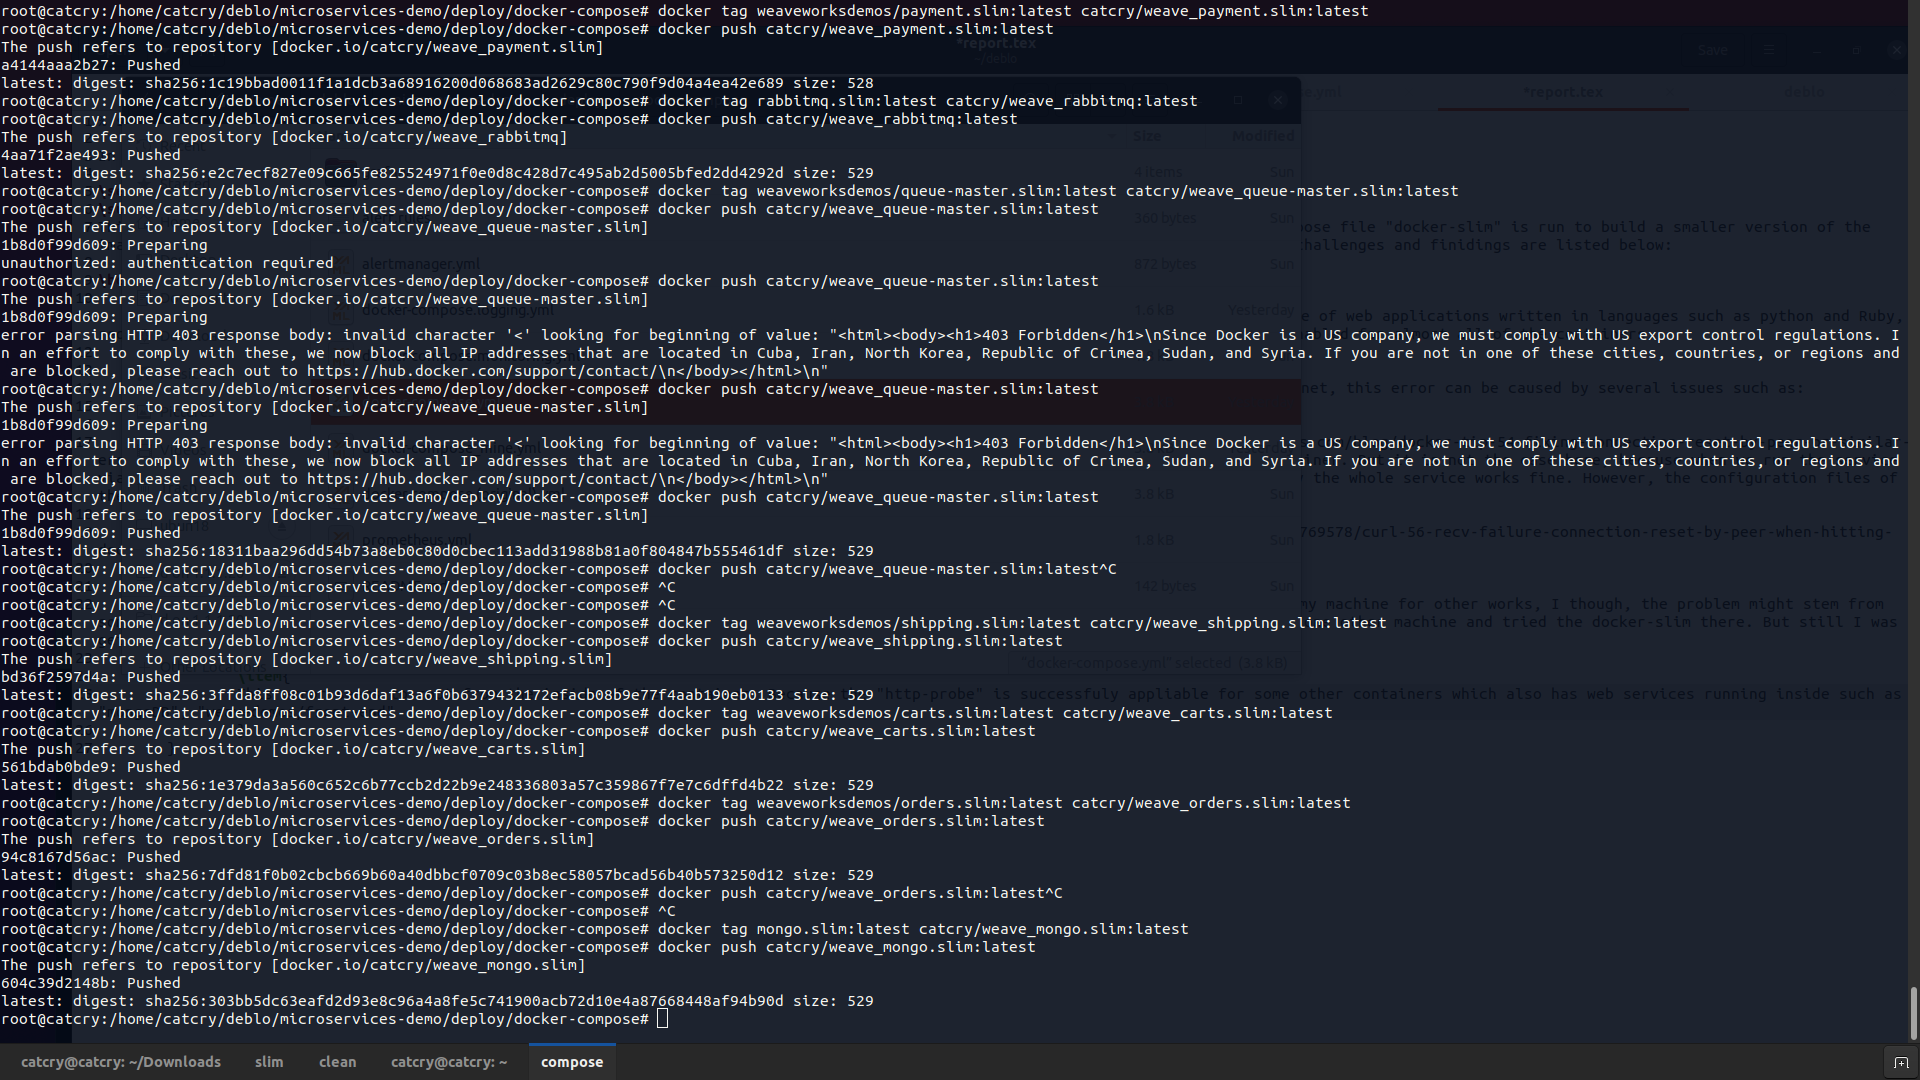 root@catcry:/home/catcry/deblo/microservices-demo/deploy/docker-compose# docker tag weaveworksdemos/payment.slim:latest catcry/weave_payment.slim:latest
root@catcry:/home/catcry/deblo/microservices-demo/deploy/docker-compose# docker push catcry/weave_payment.slim:latest
The push refers to repository [docker.io/catcry/weave_payment.slim]
a4144aaa2b27: Pushed
latest: digest: sha256:1c19bbad0011f1a1dcb3a68916200d068683ad2629c80c790f9d04a4ea42e689 size: 528
root@catcry:/home/catcry/deblo/microservices-demo/deploy/docker-compose# docker tag rabbitmq.slim:latest catcry/weave_rabbitmq:latest
root@catcry:/home/catcry/deblo/microservices-demo/deploy/docker-compose# docker push catcry/weave_rabbitmq:latest
The push refers to repository [docker.io/catcry/weave_rabbitmq]
4aa71f2ae493: Pushed
latest: digest: sha256:e2c7ecf827e09c665fe825524971f0e0d8c428d7c495ab2d5005bfed2dd4292d size: 529
root@catcry:/home/catcry/deblo/microservices-demo/deploy/docker-compose# docker tag weaveworksdemos/queue-master.slim:latest catcry/weave_queue-master.slim:latest
root@catcry:/home/catcry/deblo/microservices-demo/deploy/docker-compose# docker push catcry/weave_queue-master.slim:latest
The push refers to repository [docker.io/catcry/weave_queue-master.slim]
1b8d0f99d609: Preparing
unauthorized: authentication required
root@catcry:/home/catcry/deblo/microservices-demo/deploy/docker-compose# docker push catcry/weave_queue-master.slim:latest
The push refers to repository [docker.io/catcry/weave_queue-master.slim]
1b8d0f99d609: Preparing
error parsing HTTP 403 response body: invalid character '<' looking for beginning of value: "<html><body><h1>403 Forbidden</h1>\nSince Docker is a US company, we must comply with US export control regulations. I
n an effort to comply with these, we now block all IP addresses that are located in Cuba, Iran, North Korea, Republic of Crimea, Sudan, and Syria. If you are not in one of these cities, countries, or regions and
are blocked, please reach out to https://hub.docker.com/support/contact/\n</body></html>\n"
root@catcry:/home/catcry/deblo/microservices-demo/deploy/docker-compose# docker push catcry/weave_queue-master.slim:latest
The push refers to repository [docker.io/catcry/weave_queue-master.slim]
1b8d0f99d609: Preparing
error parsing HTTP 403 response body: invalid character '<' looking for beginning of value: "<html><body><h1>403 Forbidden</h1>\nSince Docker is a US company, we must comply with US export control regulations. I
n an effort to comply with these, we now block all IP addresses that are located in Cuba, Iran, North Korea, Republic of Crimea, Sudan, and Syria. If you are not in one of these cities, countries, or regions and
are blocked, please reach out to https://hub.docker.com/support/contact/\n</body></html>\n"
root@catcry:/home/catcry/deblo/microservices-demo/deploy/docker-compose# docker push catcry/weave_queue-master.slim:latest
The push refers to repository [docker.io/catcry/weave_queue-master.slim]
1b8d0f99d609: Pushed
latest: digest: sha256:18311baa296dd54b73a8eb0c80d0cbec113add31988b81a0f804847b555461df size: 529
root@catcry:/home/catcry/deblo/microservices-demo/deploy/docker-compose# docker push catcry/weave_queue-master.slim:latest^C
root@catcry:/home/catcry/deblo/microservices-demo/deploy/docker-compose# ^C
root@catcry:/home/catcry/deblo/microservices-demo/deploy/docker-compose# ^C
root@catcry:/home/catcry/deblo/microservices-demo/deploy/docker-compose# docker tag weaveworksdemos/shipping.slim:latest catcry/weave_shipping.slim:latest
root@catcry:/home/catcry/deblo/microservices-demo/deploy/docker-compose# docker push catcry/weave_shipping.slim:latest
The push refers to repository [docker.io/catcry/weave_shipping.slim]
bd36f2597d4a: Pushed
latest: digest: sha256:3ffda8ff08c01b93d6daf13a6f0b6379432172efacb08b9e77f4aab190eb0133 size: 529
root@catcry:/home/catcry/deblo/microservices-demo/deploy/docker-compose# docker tag weaveworksdemos/carts.slim:latest catcry/weave_carts.slim:latest
root@catcry:/home/catcry/deblo/microservices-demo/deploy/docker-compose# docker push catcry/weave_carts.slim:latest
The push refers to repository [docker.io/catcry/weave_carts.slim]
561bdab0bde9: Pushed
latest: digest: sha256:1e379da3a560c652c6b77ccb2d22b9e248336803a57c359867f7e7c6dffd4b22 size: 529
root@catcry:/home/catcry/deblo/microservices-demo/deploy/docker-compose# docker tag weaveworksdemos/orders.slim:latest catcry/weave_orders.slim:latest
root@catcry:/home/catcry/deblo/microservices-demo/deploy/docker-compose# docker push catcry/weave_orders.slim:latest
The push refers to repository [docker.io/catcry/weave_orders.slim]
94c8167d56ac: Pushed
latest: digest: sha256:7dfd81f0b02cbcb669b60a40dbbcf0709c03b8ec58057bcad56b40b573250d12 size: 529
root@catcry:/home/catcry/deblo/microservices-demo/deploy/docker-compose# docker push catcry/weave_orders.slim:latest^C
root@catcry:/home/catcry/deblo/microservices-demo/deploy/docker-compose# ^C
root@catcry:/home/catcry/deblo/microservices-demo/deploy/docker-compose# docker tag mongo.slim:latest catcry/weave_mongo.slim:latest
root@catcry:/home/catcry/deblo/microservices-demo/deploy/docker-compose# docker push catcry/weave_mongo.slim:latest
The push refers to repository [docker.io/catcry/weave_mongo.slim]
604c39d2148b: Pushed
latest: digest: sha256:303bb5dc63eafd2d93e8c96a4a8fe5c741900acb72d10e4a87668448af94b90d size: 529
root@catcry:/home/catcry/deblo/microservices-demo/deploy/docker-compose#
catcry@catcry: ~/Downloads slim clean catcry@catcry: ~ compose